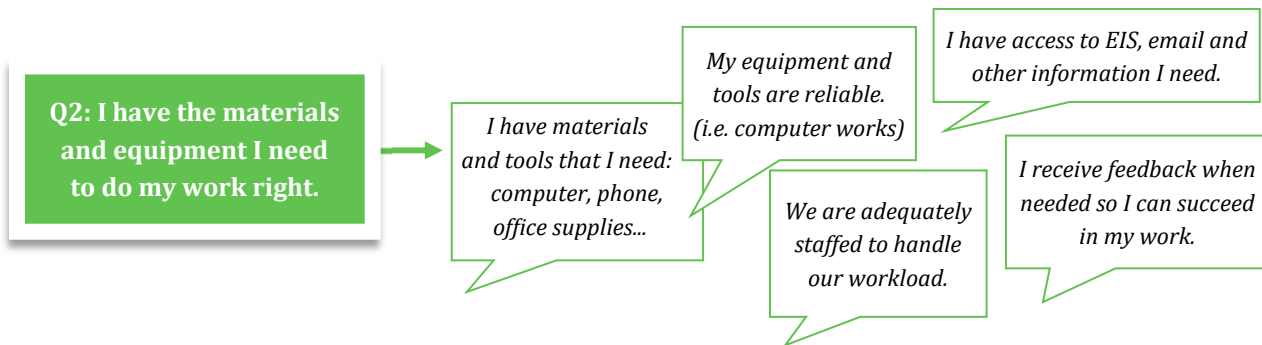 Q2: I have the materials
and equipment I need
to do my work right.
I have materials
and tools that I need:
computer, phone,
office supplies...
My equipment and
tools are reliable.
(i.e. computer works)
I have access to EIS, email and
other information I need.
We are adequately
staffed to handle
our workload.
I receive feedback when
needed so I can succeed
in my work.